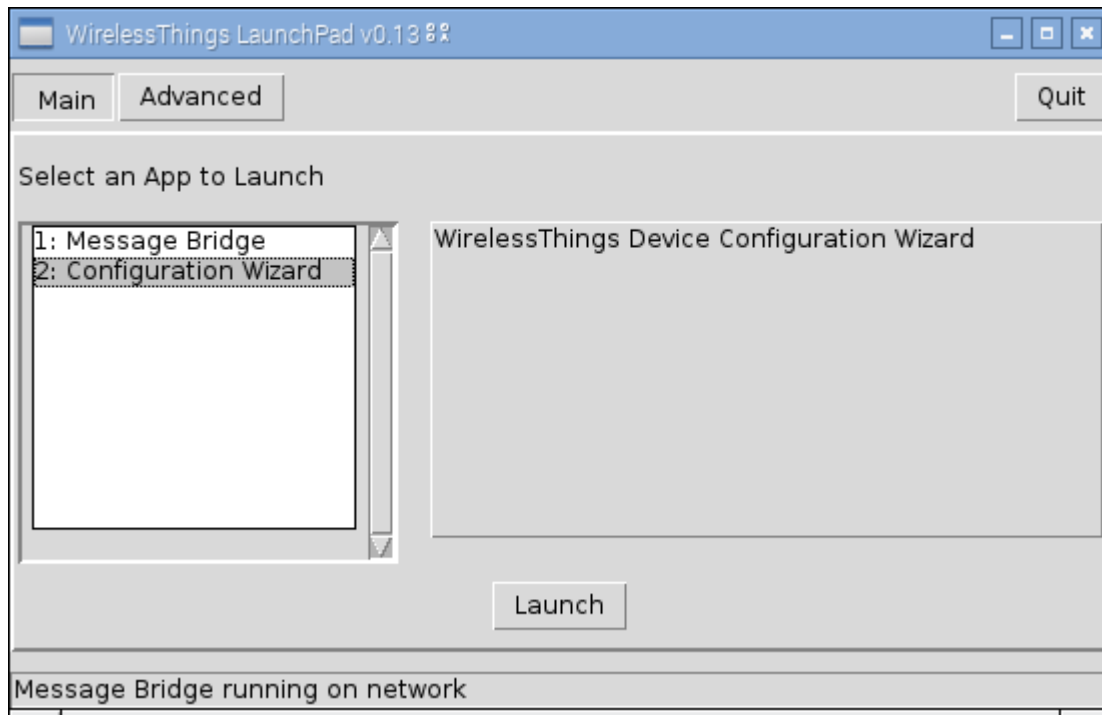 WirelessThings LaunchPad v0.13
Main
Advanced
Quit
Select an App to Launch
1: Message Bridge
2: Configuration Wizard
WirelessThings Device Configuration Wizard
Launch
Message Bridge running on network